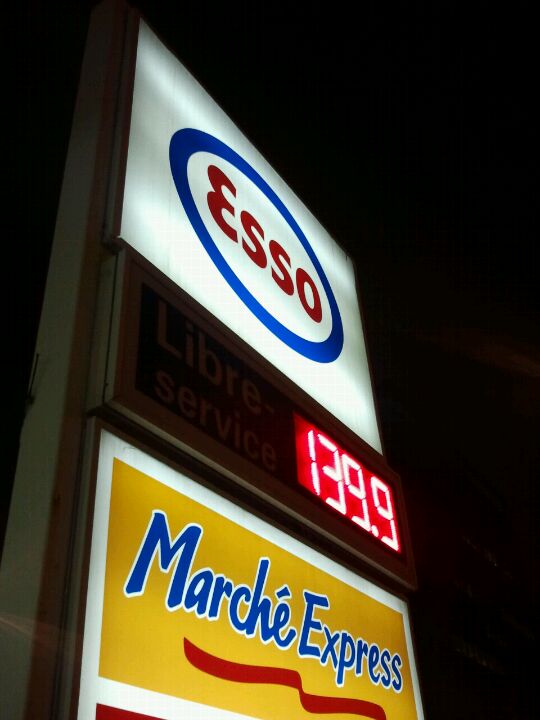 Esso
Libre-
service
139.9
Marché Express